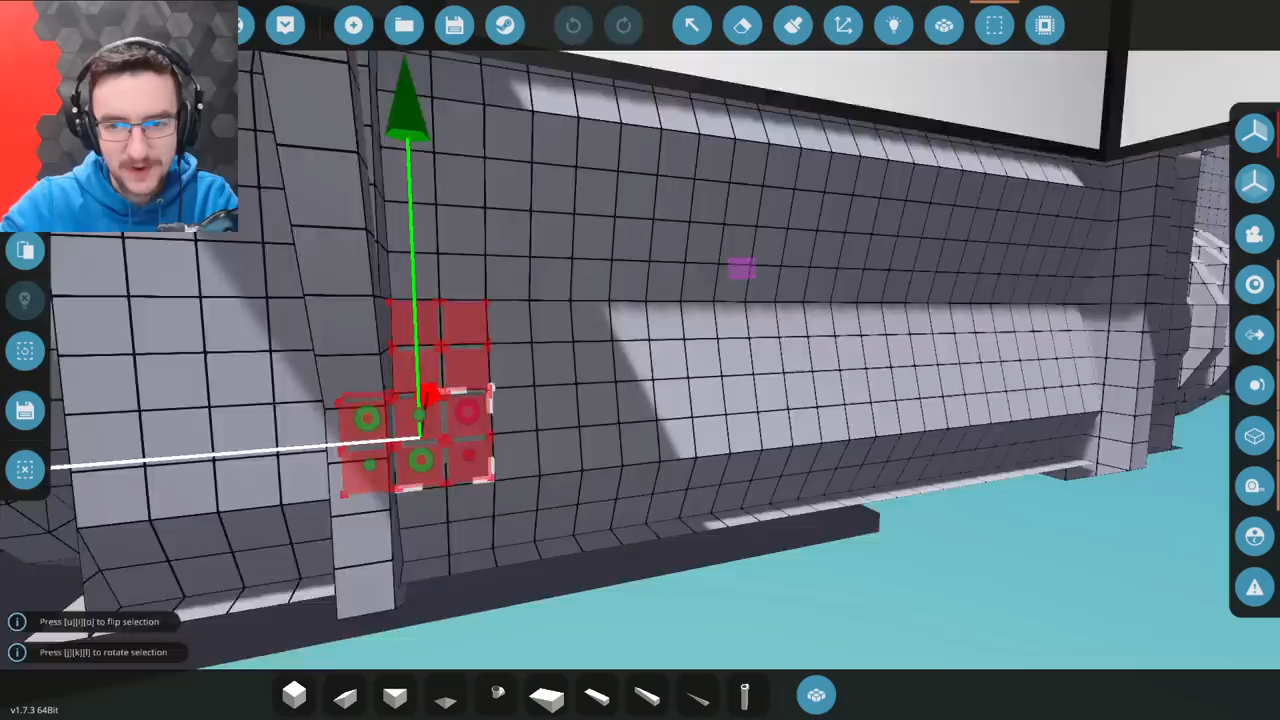 Press [u][i][o] to flip selection
Press [j][k][l] to rotate selection
v1.7.3 64Bit